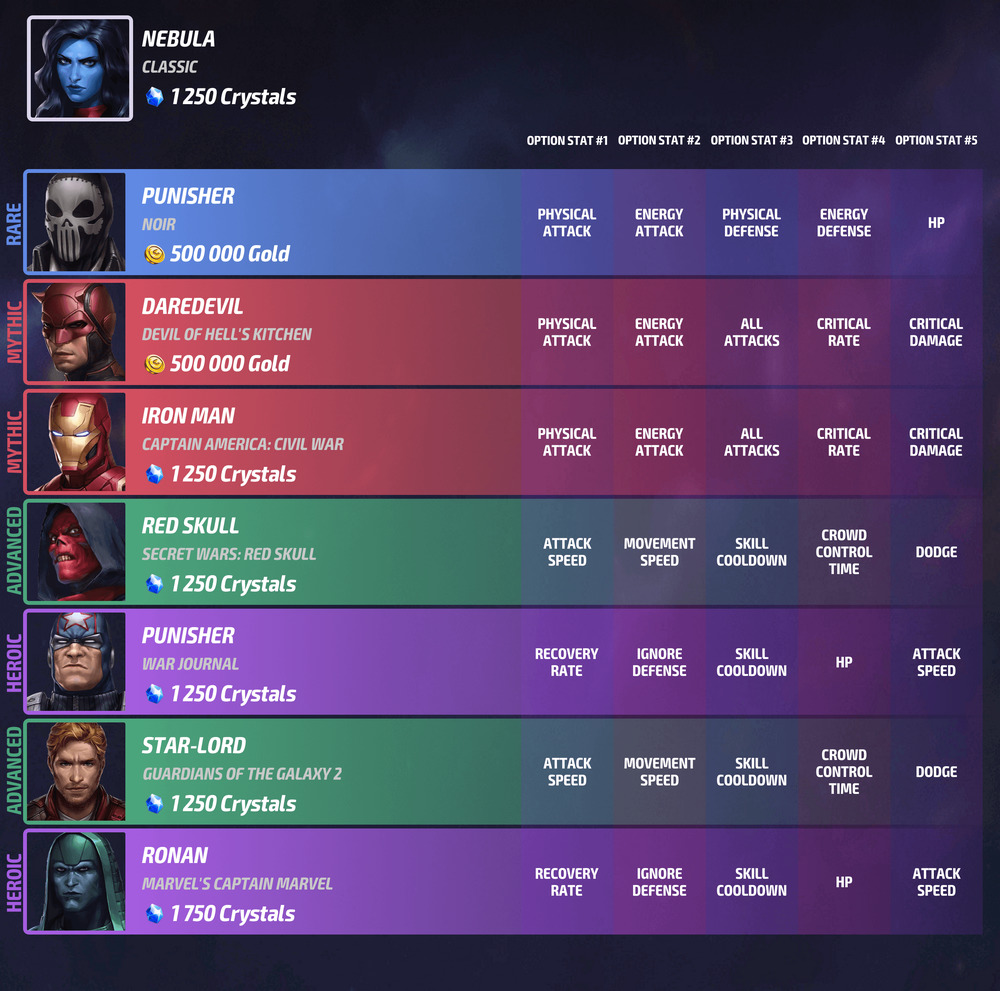 NEBULA
CLASSIC
1 250 Crystals
OPTION STAT #1 OPTION STAT #2 OPTION STAT #3 OPTION STAT #4 OPTION STAT #5
RARE
PUNISHER
NOIR
500 000 Gold
PHYSICAL ATTACK
ENERGY ATTACK
PHYSICAL DEFENSE
ENERGY DEFENSE
HP
MYTHIC
DAREDEVIL
DEVIL OF HELL'S KITCHEN
500 000 Gold
PHYSICAL ATTACK
ENERGY ATTACK
ALL ATTACKS
CRITICAL RATE
CRITICAL DAMAGE
MYTHIC
IRON MAN
CAPTAIN AMERICA: CIVIL WAR
1 250 Crystals
PHYSICAL ATTACK
ENERGY ATTACK
ALL ATTACKS
CRITICAL RATE
CRITICAL DAMAGE
ADVANCED
RED SKULL
SECRET WARS: RED SKULL
1 250 Crystals
ATTACK SPEED
MOVEMENT SPEED
SKILL COOLDOWN
CROWD CONTROL TIME
DODGE
HEROIC
PUNISHER
WAR JOURNAL
1 250 Crystals
RECOVERY RATE
IGNORE DEFENSE
SKILL COOLDOWN
HP
ATTACK SPEED
ADVANCED
STAR-LORD
GUARDIANS OF THE GALAXY 2
1 250 Crystals
ATTACK SPEED
MOVEMENT SPEED
SKILL COOLDOWN
CROWD CONTROL TIME
DODGE
HEROIC
RONAN
MARVEL'S CAPTAIN MARVEL
1 750 Crystals
RECOVERY RATE
IGNORE DEFENSE
SKILL COOLDOWN
HP
ATTACK SPEED